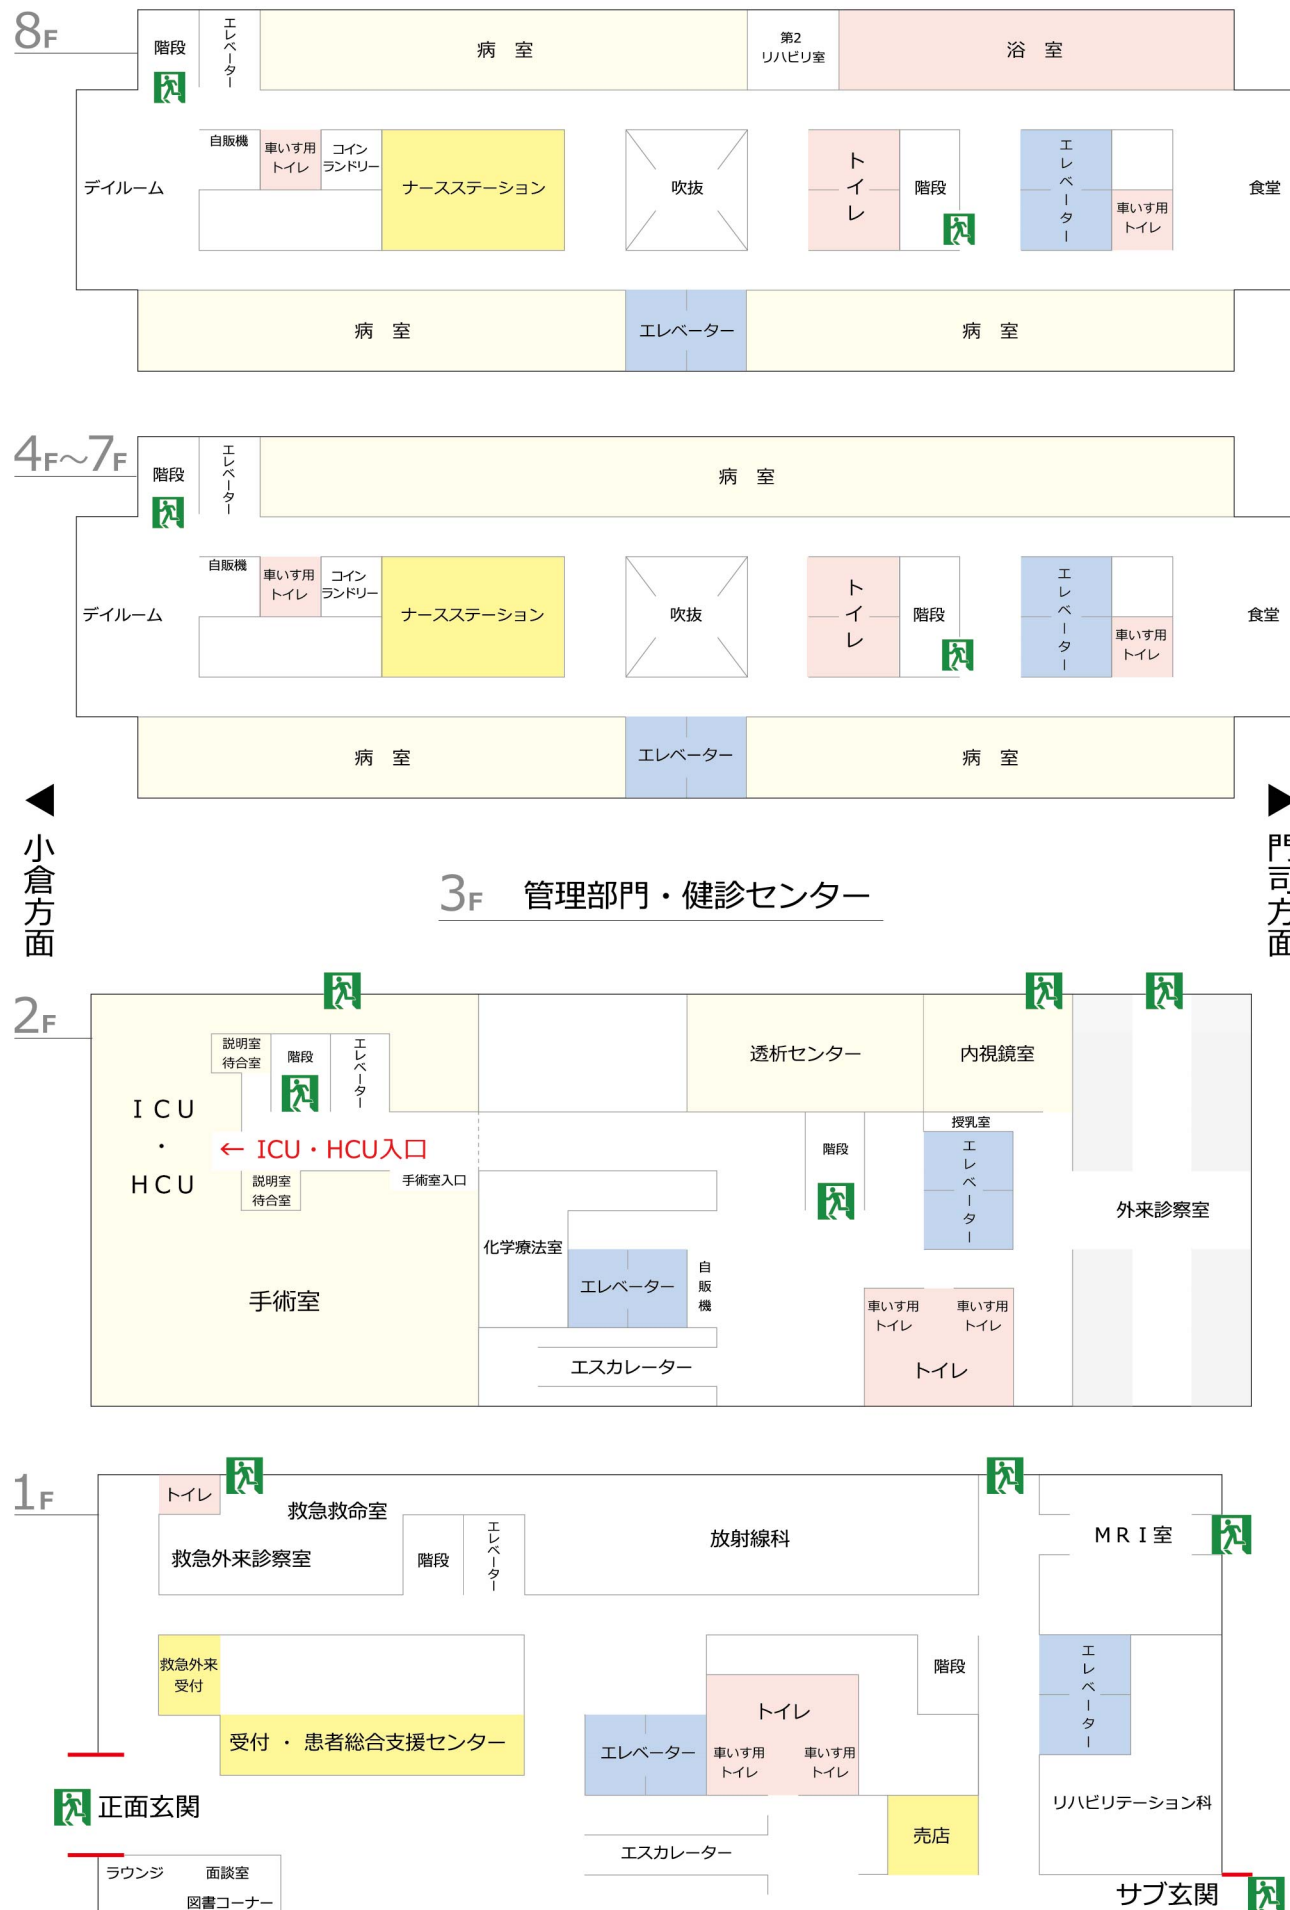 8F
階段
エレベーター
病　室
第2
リハビリ室
浴　室
デイルーム
自販機
車いす用
トイレ
コイン
ランドリー
ナースステーション
吹抜
トイレ
階段
エレベーター
車いす用
トイレ
食堂
病　室
エレベーター
病　室
4F～7F
階段
エレベーター
病　室
デイルーム
自販機
車いす用
トイレ
コイン
ランドリー
ナースステーション
吹抜
トイレ
階段
エレベーター
車いす用
トイレ
食堂
病　室
エレベーター
病　室
◀小倉方面
▶門司方面
3F 管理部門・健診センター
2F
説明室
待合室
階段
エレベーター
透析センター
内視鏡室
ICU
・
HCU
← ICU・HCU入口
説明室
待合室
手術室入口
階段
授乳室
エレベーター
外来診察室
化学療法室
エレベーター
自販機
手術室
エスカレーター
車いす用
トイレ
車いす用
トイレ
トイレ
1F
トイレ
救急救命室
救急外来診察室
階段
エレベーター
放射線科
MRI室
救急外来
受付
受付 ・ 患者総合支援センター
エレベーター
トイレ
車いす用
トイレ
車いす用
トイレ
階段
エレベーター
リハビリテーション科
正面玄関
エスカレーター
売店
ラウンジ
面談室
図書コーナー
サブ玄関